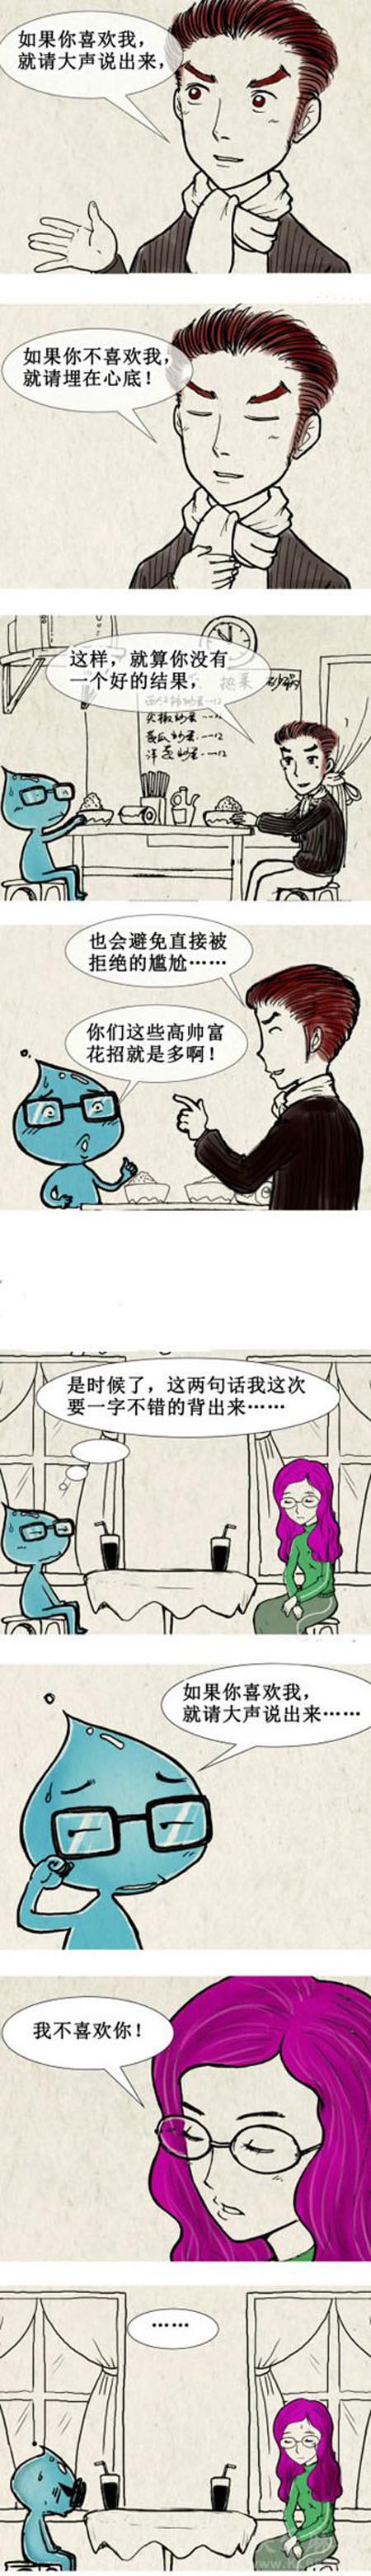 如果你喜欢我，
就请大声说出来，
如果你不喜欢我，
就请埋在心底！
这样，就算你没有
一个好的结果，
热菜
砂锅
也会避免直接被
拒绝的尴尬……
你们这些高帅富
花招就是多啊！
是时候了，这两句话我这次
要一字不错的背出来……
如果你喜欢我，
就请大声说出来……
我不喜欢你！
……